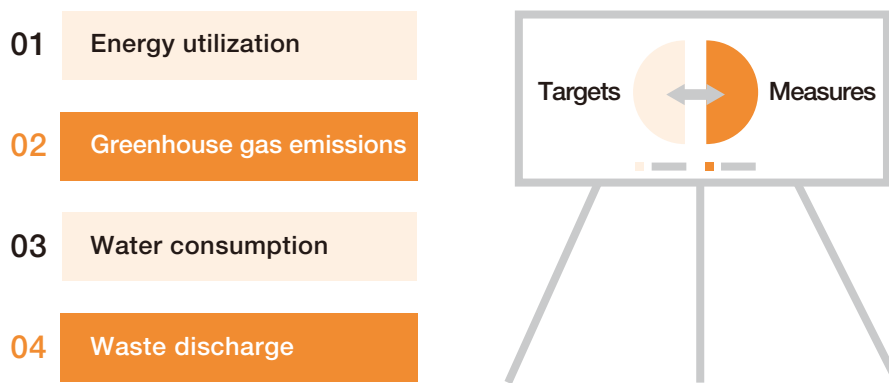 01 Energy utilization
02 Greenhouse gas emissions
03 Water consumption
04 Waste discharge
Targets Measures